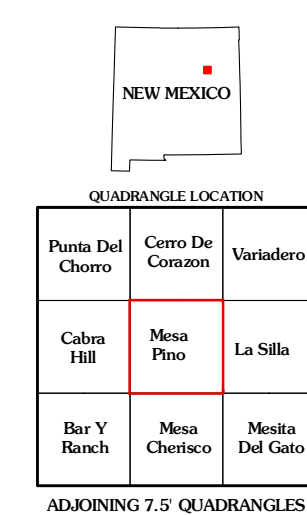 NEW MEXICO
QUADRANGLE LOCATION
Punta Del
Chorro
Cerro De
Corazon
Variadero
Cabra
Hill
Mesa
Pino
La Silla
Bar Y
Ranch
Mesa
Cherisco
Mesita
Del Gato
ADJOINING 7.5' QUADRANGLES